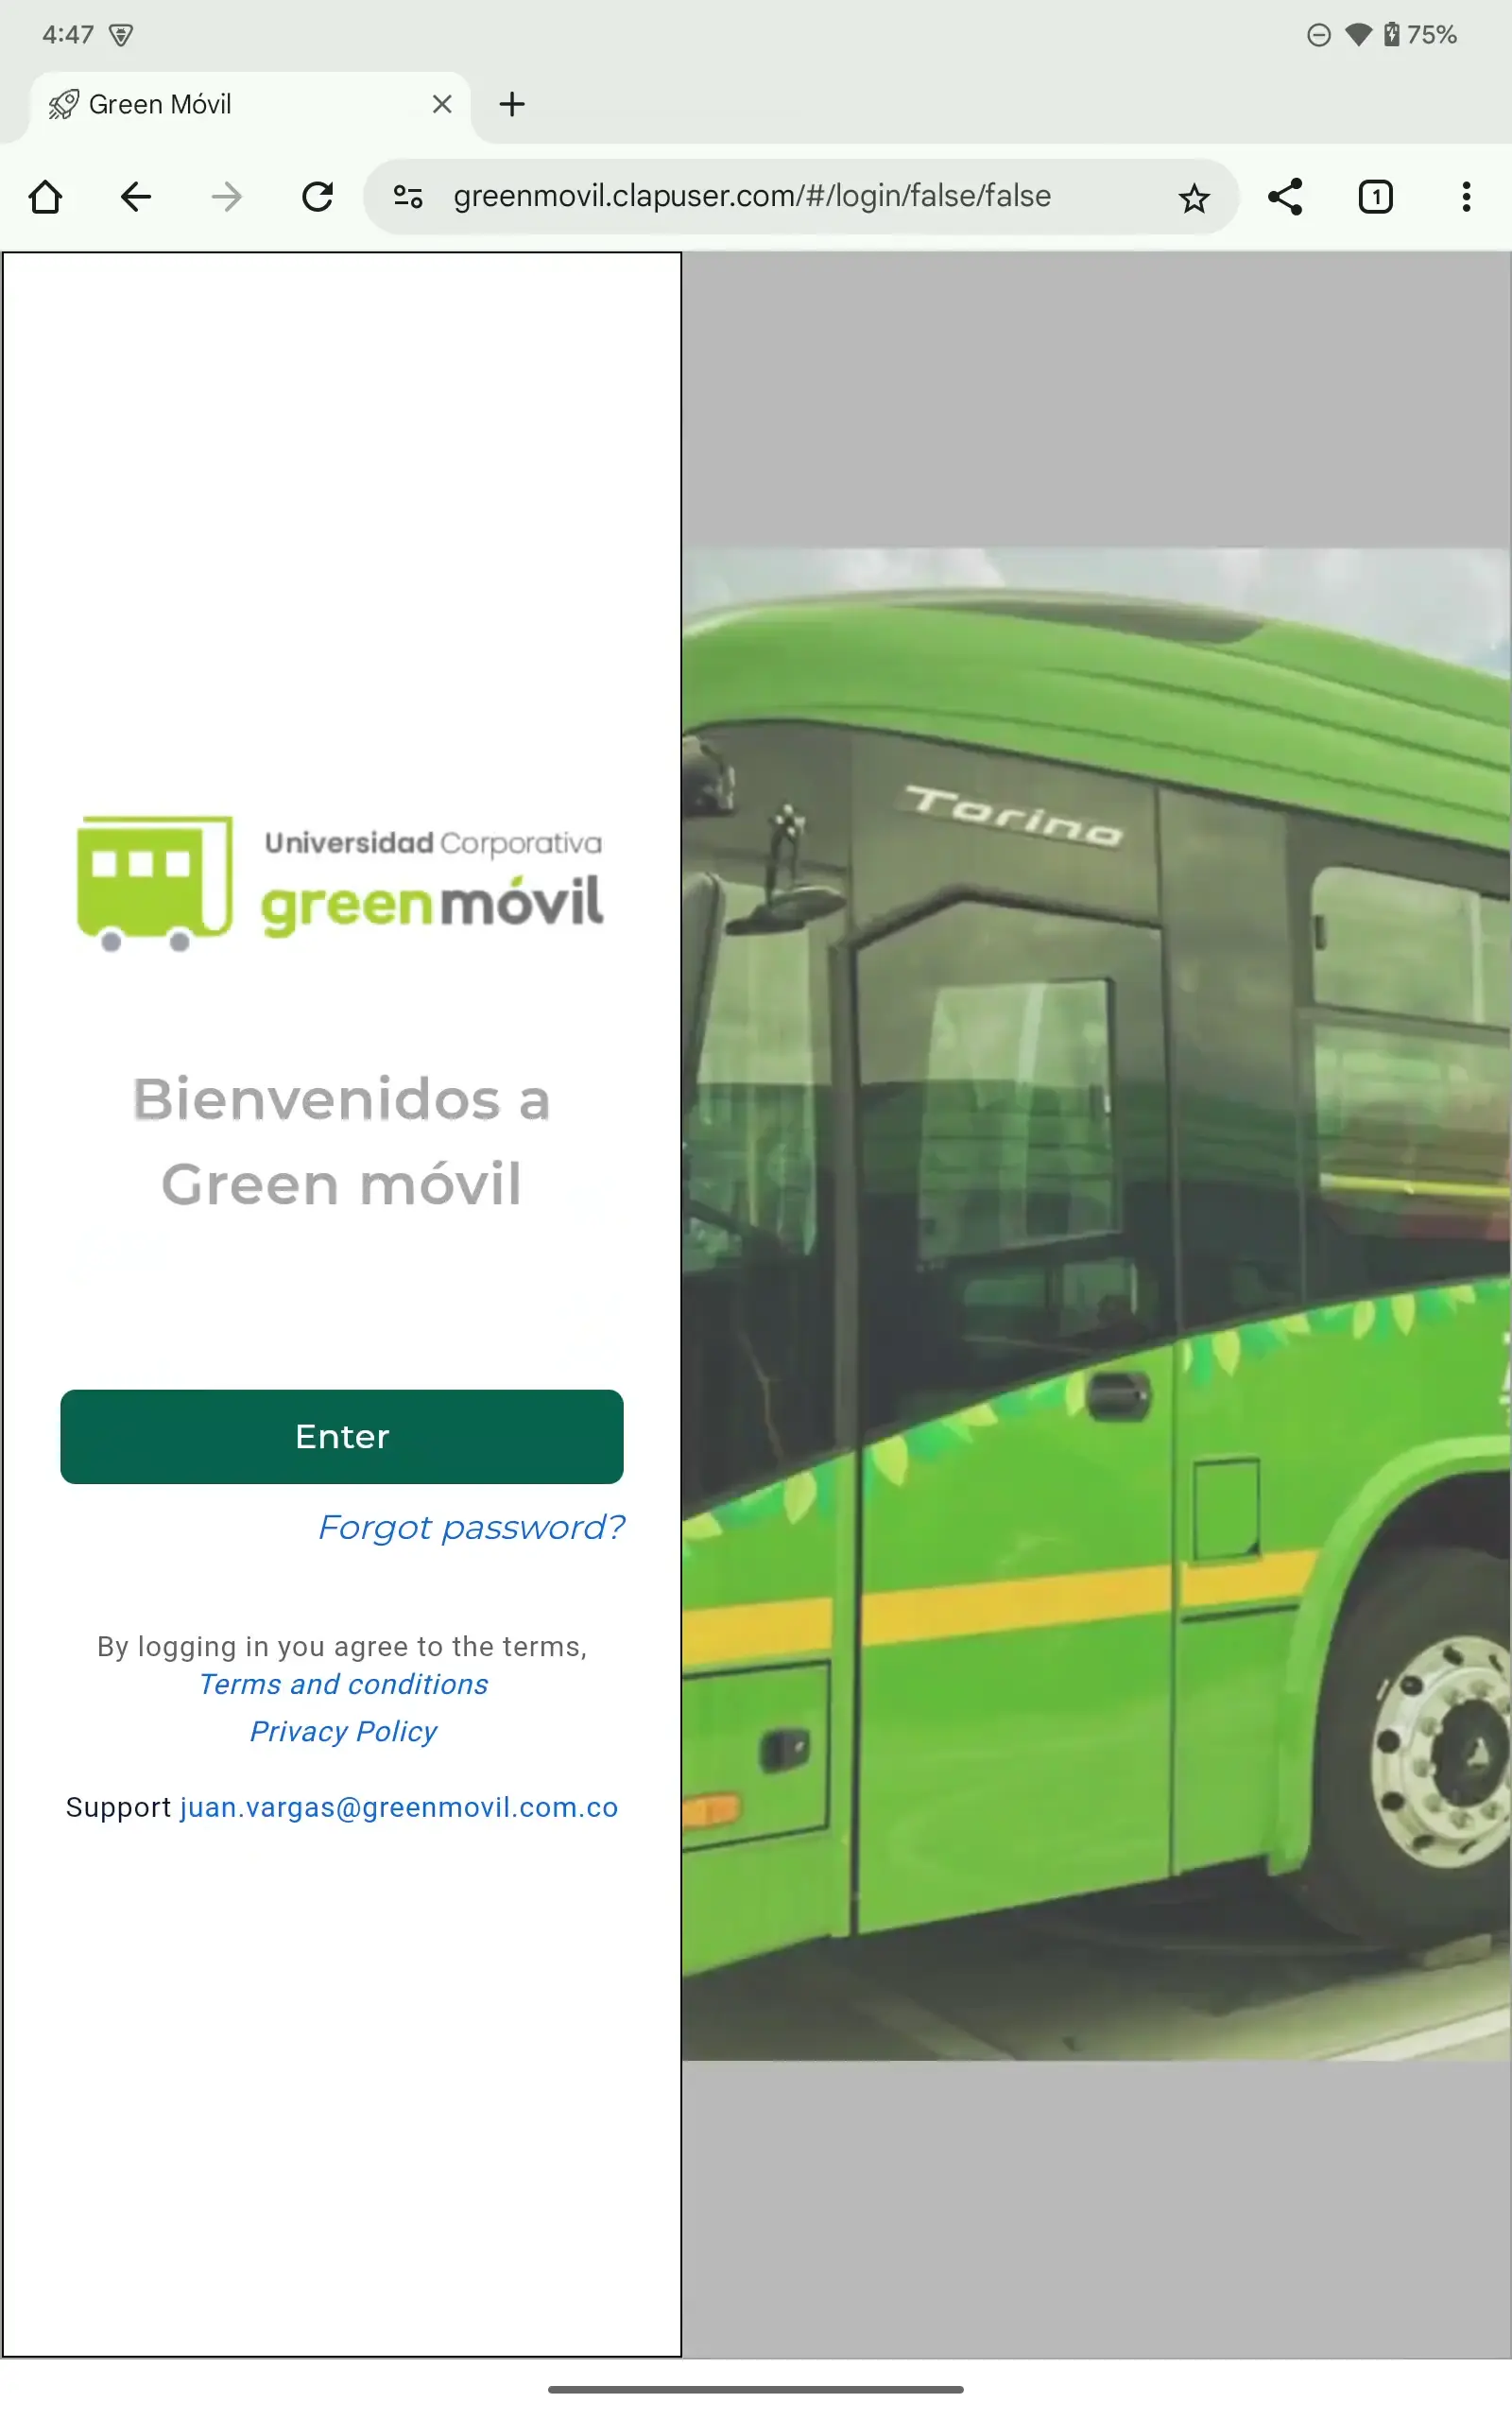 4:47
75%
Green Móvil
greenmovil.clapuser.com/#/login/false/false
1
Universidad Corporativa
greenmóvil
Bienvenidos a
Green móvil
Enter
Forgot password?
By logging in you agree to the terms,
Terms and conditions
Privacy Policy
Support juan.vargas@greenmovil.com.co
Torino